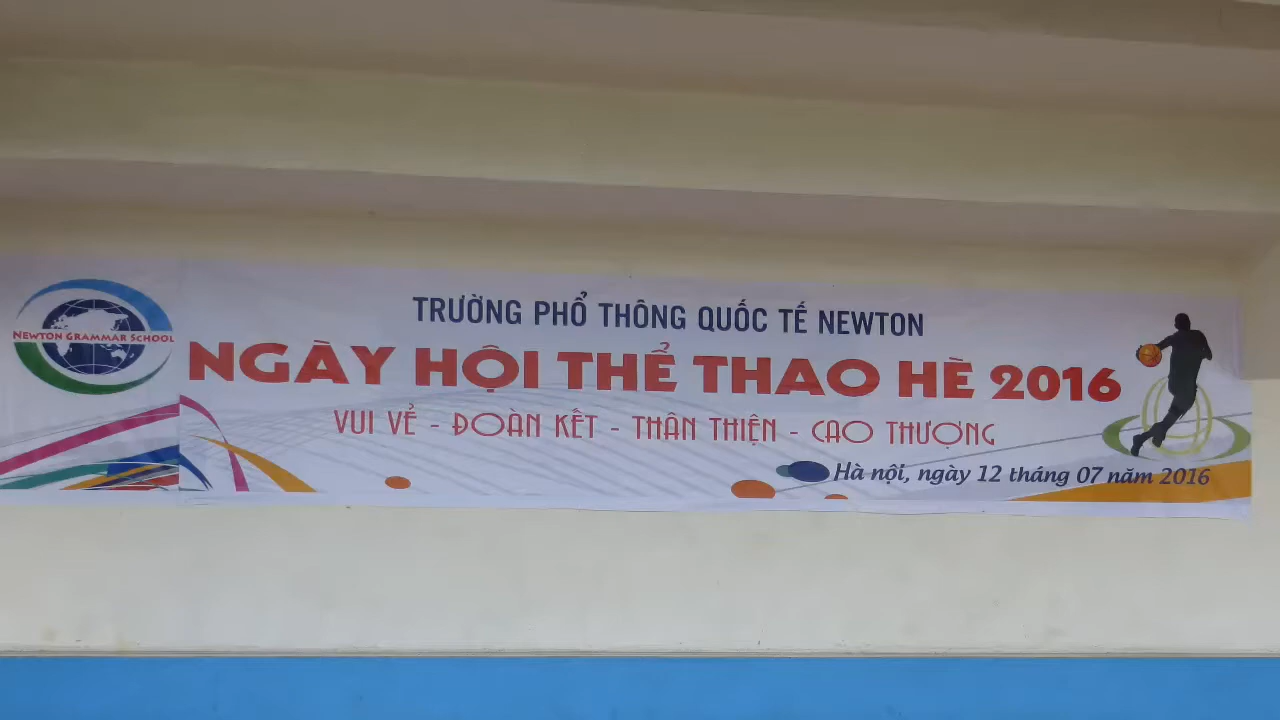 NEWTON GRAMMAR SCHOOL
TRƯỜNG PHỔ THÔNG QUỐC TẾ NEWTON
NGÀY HỘI THỂ THAO HÈ 2016
VUI VẺ - ĐOÀN KẾT - THÂN THIỆN - CAO THƯỢNG
Hà nội, ngày 12 tháng 07 năm 2016